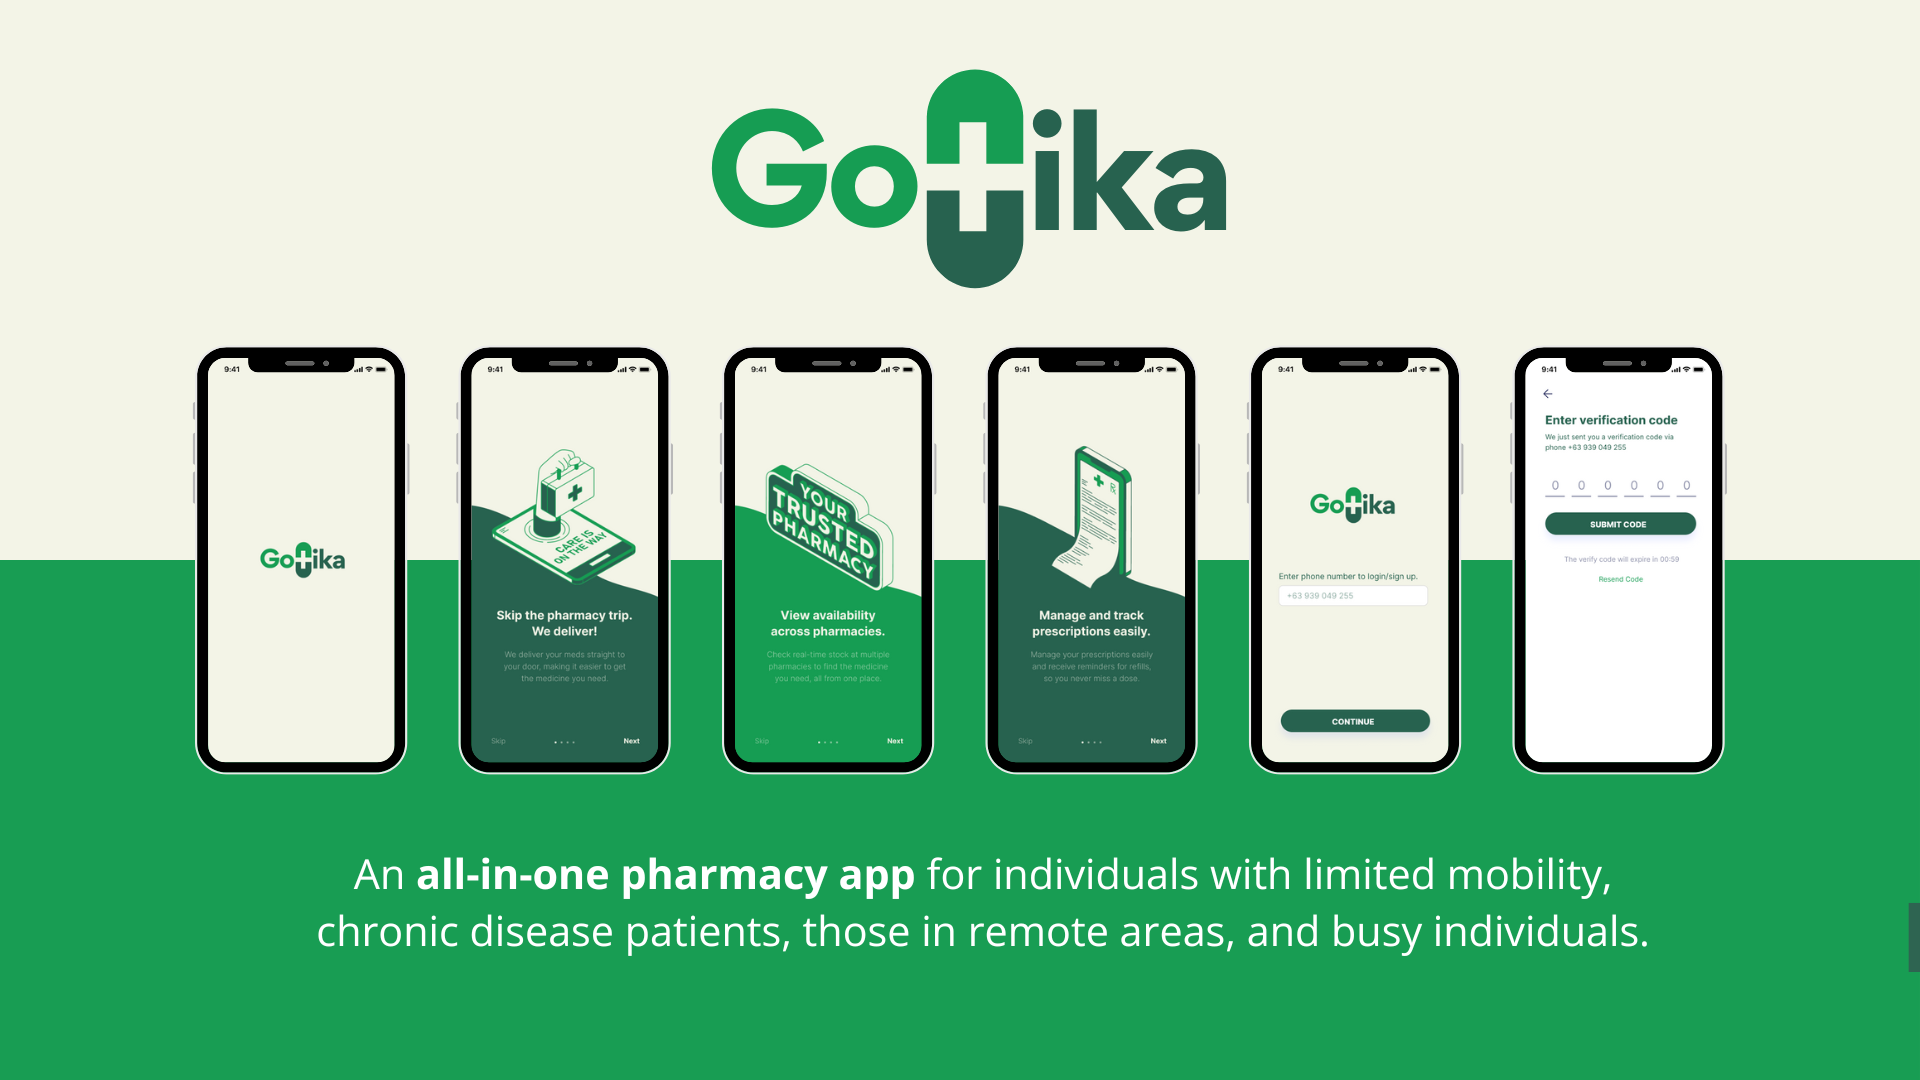 Gotika
9:41
Gotika
9:41
CARE IS
ON THE WAY
Skip the pharmacy trip.
We deliver!
We deliver your meds straight to
your door, making it easier to get
the medicine you need.
Skip
Next
9:41
YOUR
TRUSTED
PHARMACY
View availability
across pharmacies.
Check real-time stock at multiple
pharmacies to find the medicine
you need, all from one place.
Skip
Next
9:41
Manage and track
prescriptions easily.
Manage your prescriptions easily
and receive reminders for refills,
so you never miss a dose.
Skip
Next
9:41
Gotika
Enter phone number to login/sign up.
+63 939 049 255
CONTINUE
9:41
Enter verification code
We just sent you a verification code via
phone +63 939 049 255
0 0 0 0 0 0
SUBMIT CODE
The verify code will expire in 00:59
Resend Code
An all-in-one pharmacy app for individuals with limited mobility,
chronic disease patients, those in remote areas, and busy individuals.